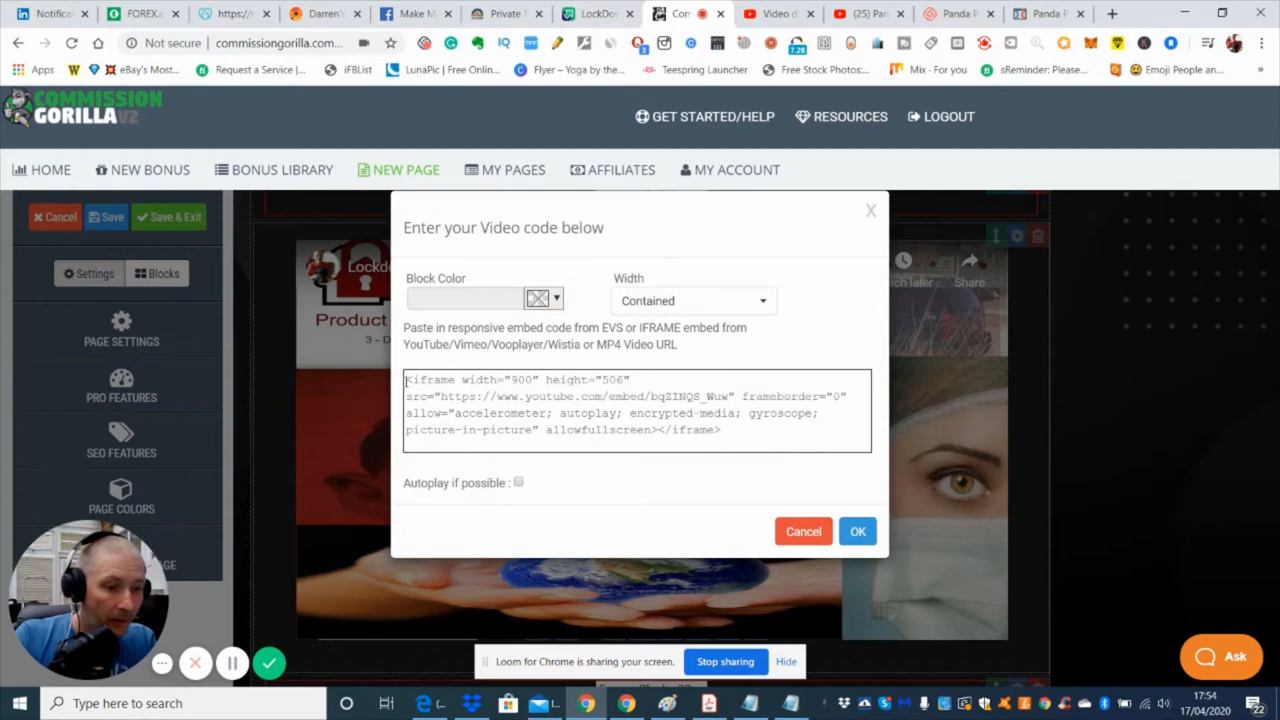 Notificat
FOREX.c
https://n
Darren's
Make M
Private
LockDov
Com
Video d
(25) Pan
Panda P
Panda P
Not secure
commissiongorilla.com...
7.28
Apps
eBay's Most...
Request a Service |...
iFBList
LunaPic | Free Onlin...
Flyer – Yoga by the...
Teespring Launcher
Free Stock Photos:...
Mix - For you
sReminder: Please...
Emoji People an...
COMMISSION
GORILLA V2
GET STARTED/HELP
RESOURCES
LOGOUT
HOME
NEW BONUS
BONUS LIBRARY
NEW PAGE
MY PAGES
AFFILIATES
MY ACCOUNT
Cancel
Save
Save & Exit
Settings
Blocks
PAGE SETTINGS
PRO FEATURES
SEO FEATURES
PAGE COLORS
GE
Lockdo
Product
3 - D
tch later
Share
Enter your Video code below
X
Block Color
Width
Contained
Paste in responsive embed code from EVS or IFRAME embed from
YouTube/Vimeo/Vooplayer/Wistia or MP4 Video URL
<iframe width="900" height="506"
src="https://www.youtube.com/embed/bqZINQS_Wuw" frameborder="0"
allow="accelerometer; autoplay; encrypted-media; gyroscope;
picture-in-picture" allowfullscreen></iframe>
Autoplay if possible :
Cancel
OK
Loom for Chrome is sharing your screen.
Stop sharing
Hide
Ask
Type here to search
17:54
17/04/2020
22